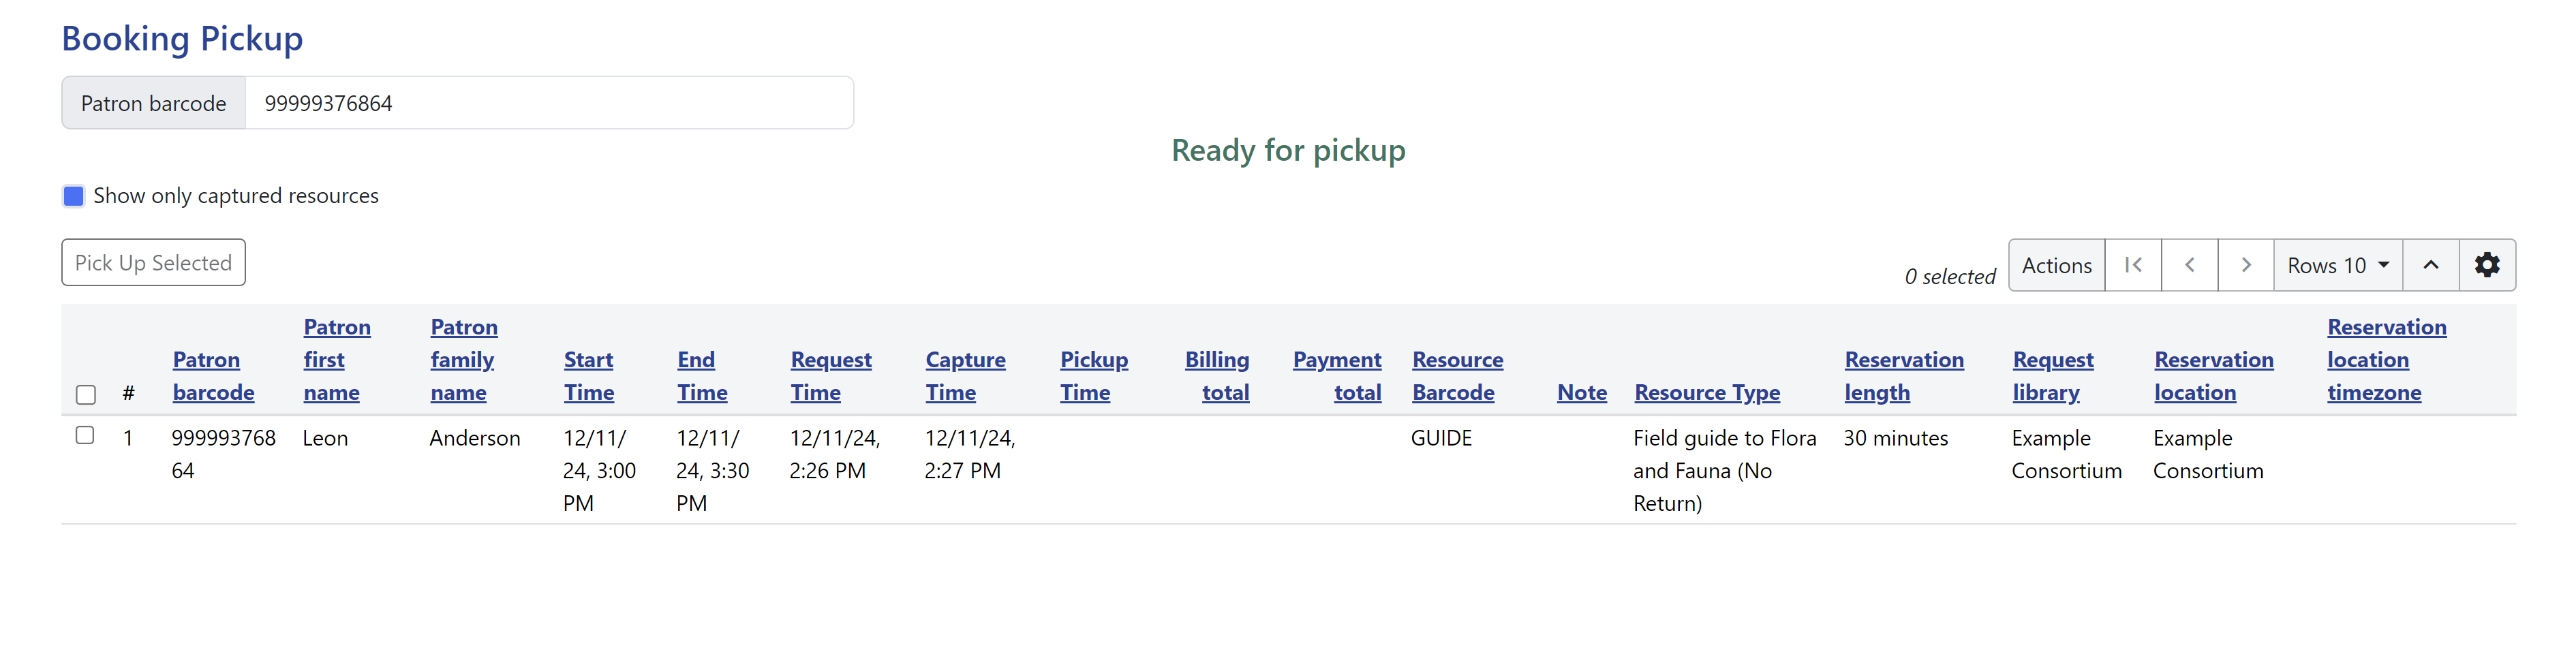 Booking Pickup
Patron barcode 99999376864
Ready for pickup
Show only captured resources
Pick Up Selected
0 selected Actions Rows 10
# Patron barcode Patron first name Patron family name Start Time End Time Request Time Capture Time Pickup Time Billing total Payment total Resource Barcode Note Resource Type Reservation length Request library Reservation location Reservation location timezone
1 99999376864 Leon Anderson 12/11/24, 3:00 PM 12/11/24, 3:30 PM 12/11/24, 2:26 PM 12/11/24, 2:27 PM GUIDE Field guide to Flora and Fauna (No Return) 30 minutes Example Consortium Example Consortium